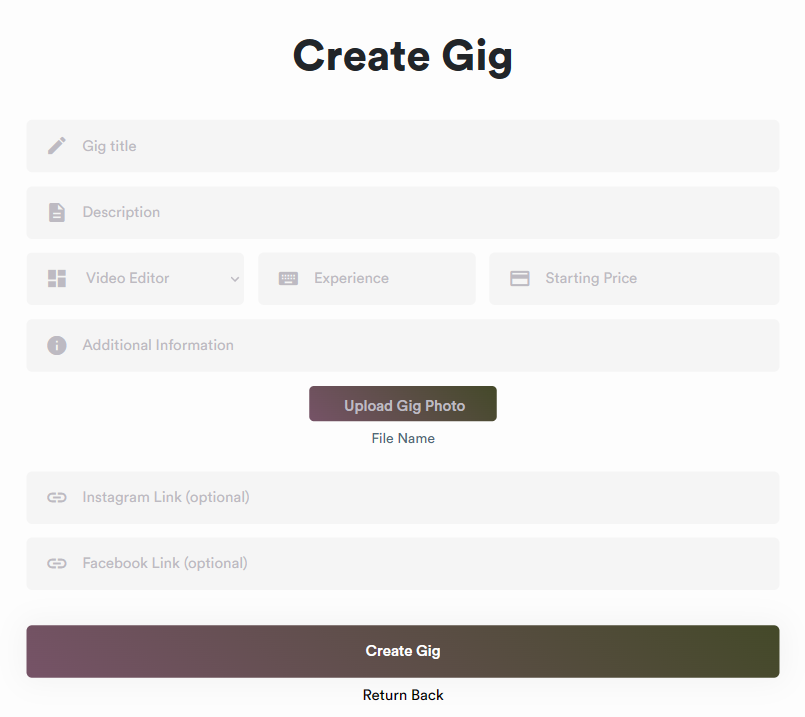 Create Gig
Gig title
Description
Video Editor
Experience
Starting Price
Additional Information
Upload Gig Photo
File Name
Instagram Link (optional)
Facebook Link (optional)
Create Gig
Return Back